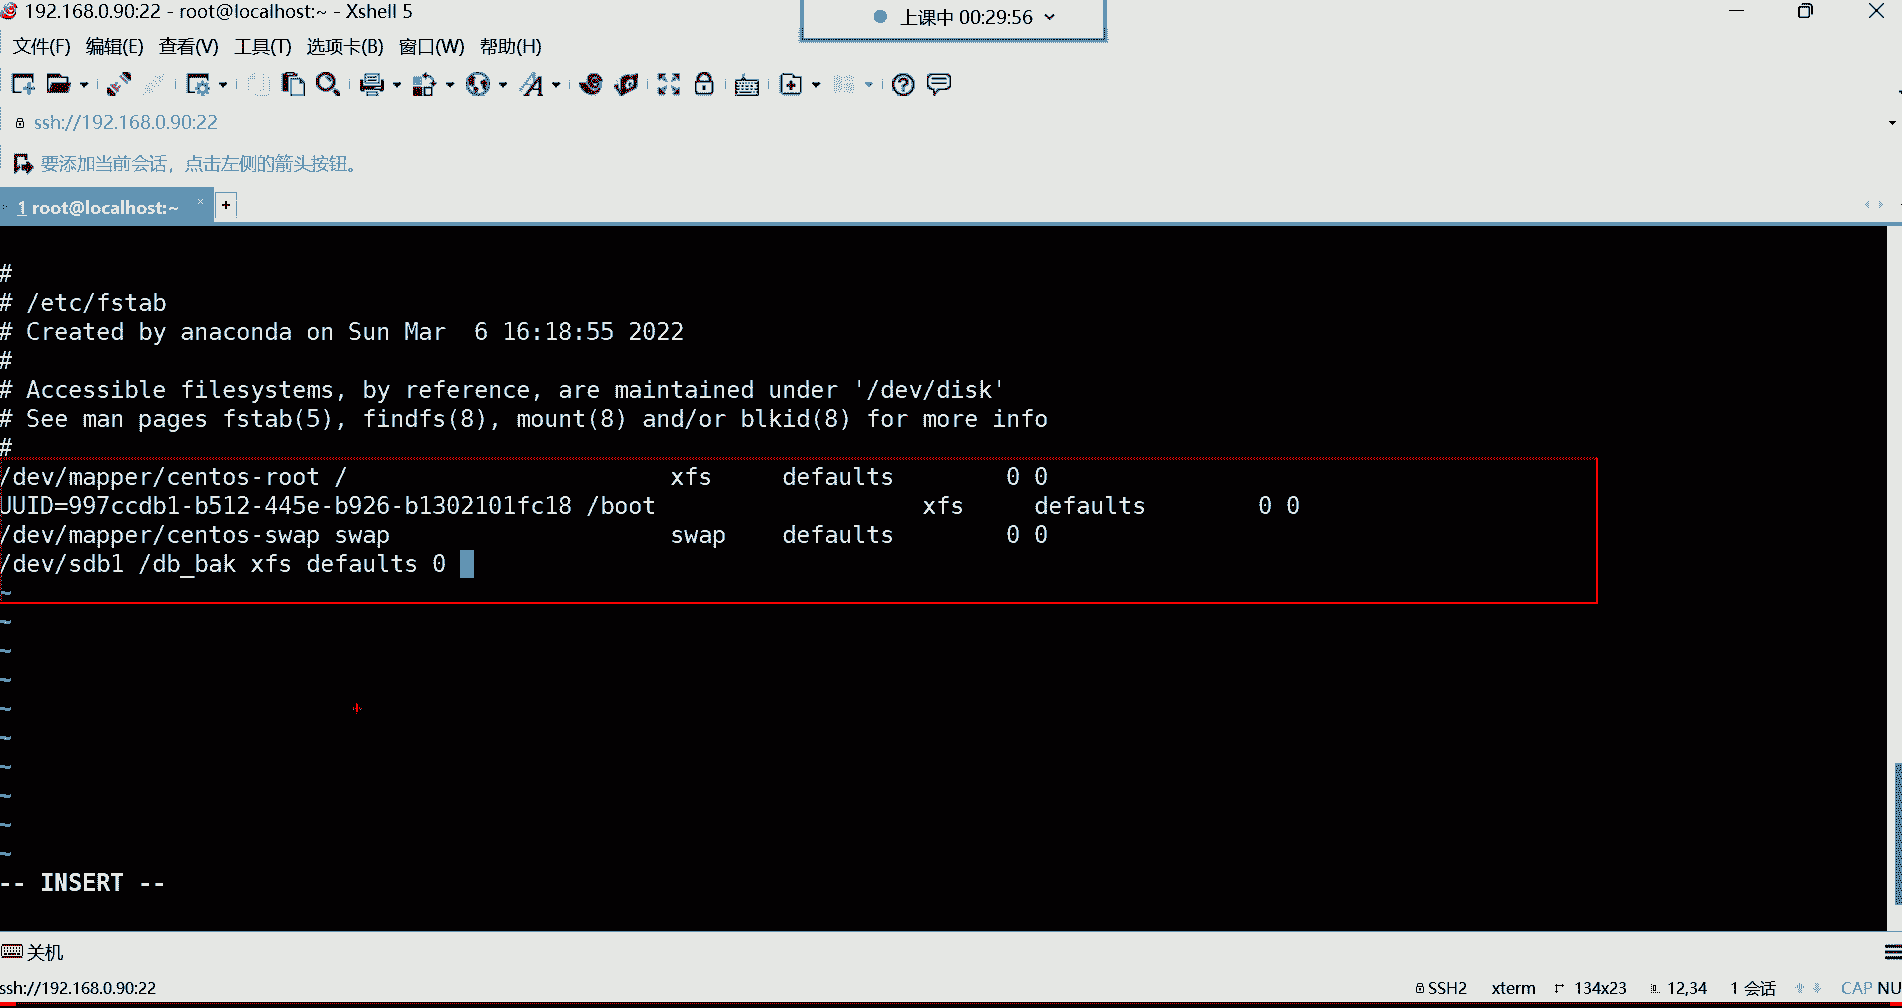 192.168.0.90:22 - root@localhost:~ - Xshell 5
上课中 00:29:56
文件(F) 编辑(E) 查看(V) 工具(T) 选项卡(B) 窗口(W) 帮助(H)
ssh://192.168.0.90:22
要添加当前会话，点击左侧的箭头按钮。
1 root@localhost:~ × +
#
# /etc/fstab
# Created by anaconda on Sun Mar  6 16:18:55 2022
#
# Accessible filesystems, by reference, are maintained under '/dev/disk'
# See man pages fstab(5), findfs(8), mount(8) and/or blkid(8) for more info
#
/dev/mapper/centos-root /                       xfs     defaults        0 0
UUID=997ccdb1-b512-445e-b926-b1302101fc18 /boot                   xfs     defaults        0 0
/dev/mapper/centos-swap swap                    swap    defaults        0 0
/dev/sdb1 /db_bak xfs defaults 0
~
~
~
~
~
~
~
~
~
~
-- INSERT --
关机
ssh://192.168.0.90:22 SSH2 xterm 134x23 12,34 1 会话 CAP NU